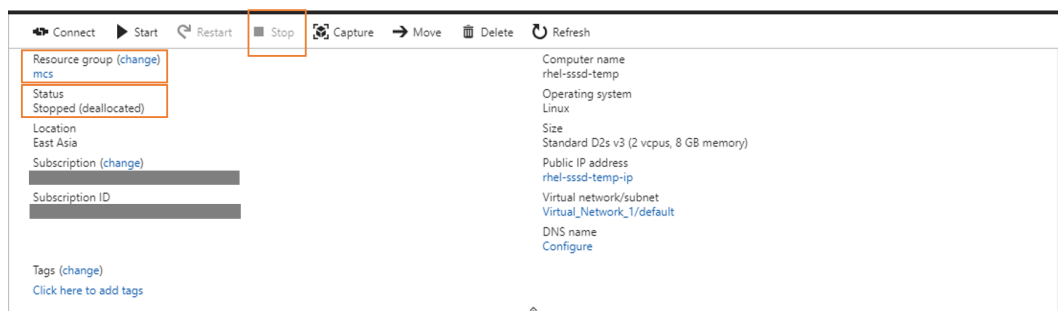 Connect Start Restart Stop Capture Move Delete Refresh
Resource group (change)
mcs
Status
Stopped (deallocated)
Location
East Asia
Subscription (change)
Subscription ID
Tags (change)
Click here to add tags
Computer name
rhel-sssd-temp
Operating system
Linux
Size
Standard D2s v3 (2 vcpus, 8 GB memory)
Public IP address
rhel-sssd-temp-ip
Virtual network/subnet
Virtual_Network_1/default
DNS name
Configure